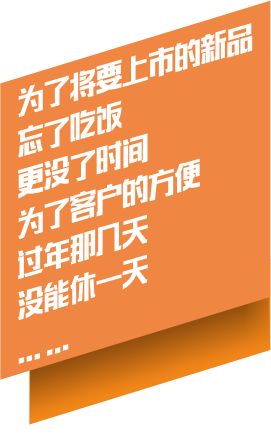 为了将要上市的新品
忘了吃饭
更没了时间
为了客户的方便
过年那几天
没能休一天
... ...